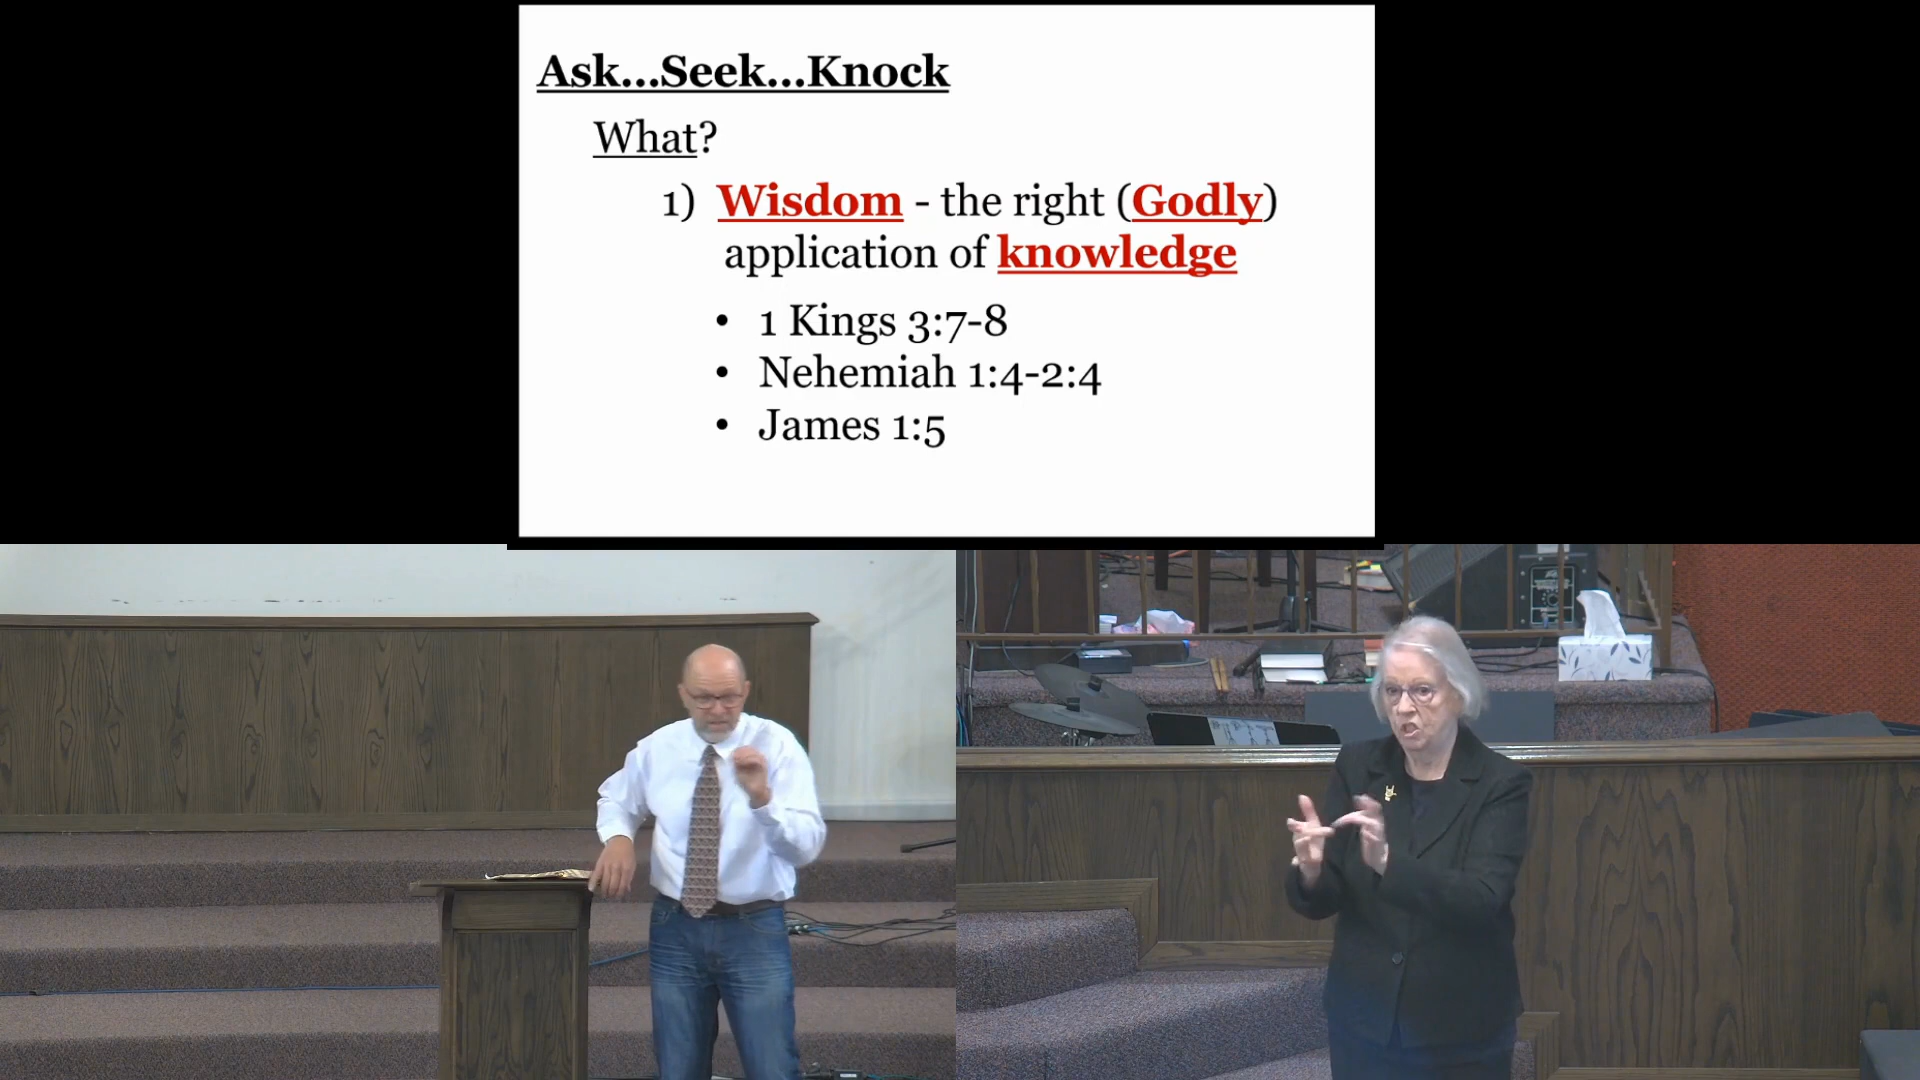 Ask...Seek...Knock
What?
1) Wisdom - the right (Godly)
application of knowledge
• 1 Kings 3:7-8
• Nehemiah 1:4-2:4
• James 1:5